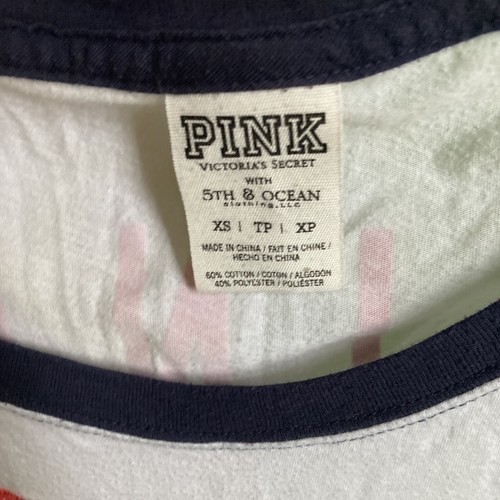 PINK
VICTORIA'S SECRET
WITH
5TH & OCEAN
clothing, LLC
XS | TP | XP
MADE IN CHINA / FAIT EN CHINE /
HECHO EN CHINA
60% COTTON / COTON / ALGODÓN
40% POLYESTER / POLIÉSTER